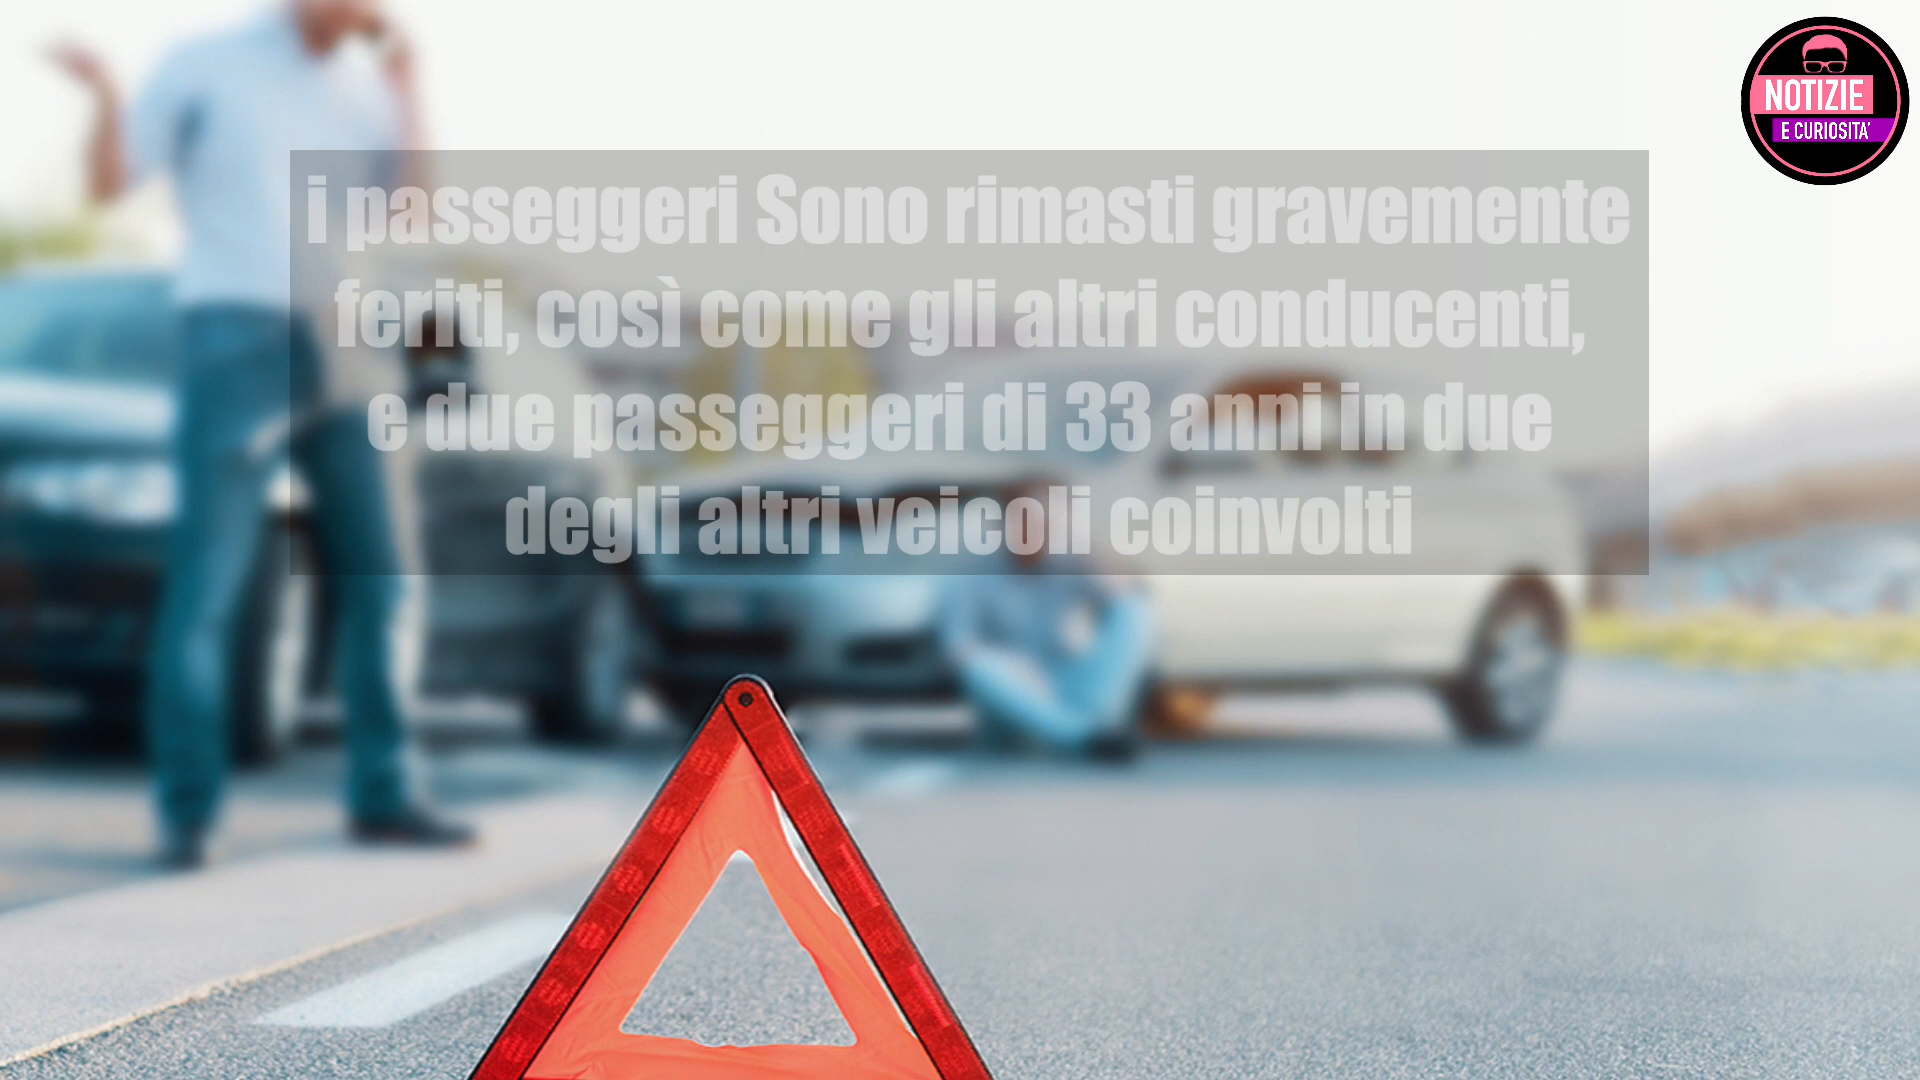 NOTIZIE
E CURIOSITA'
i passeggeri Sono rimasti gravemente
feriti, così come gli altri conducenti,
e due passeggeri di 33 anni in due
degli altri veicoli coinvolti